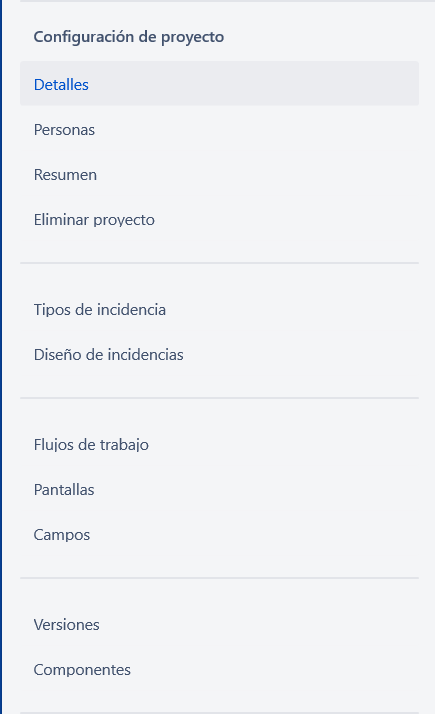 Configuración de proyecto
Detalles
Personas
Resumen
Eliminar proyecto
Tipos de incidencia
Diseño de incidencias
Flujos de trabajo
Pantallas
Campos
Versiones
Componentes